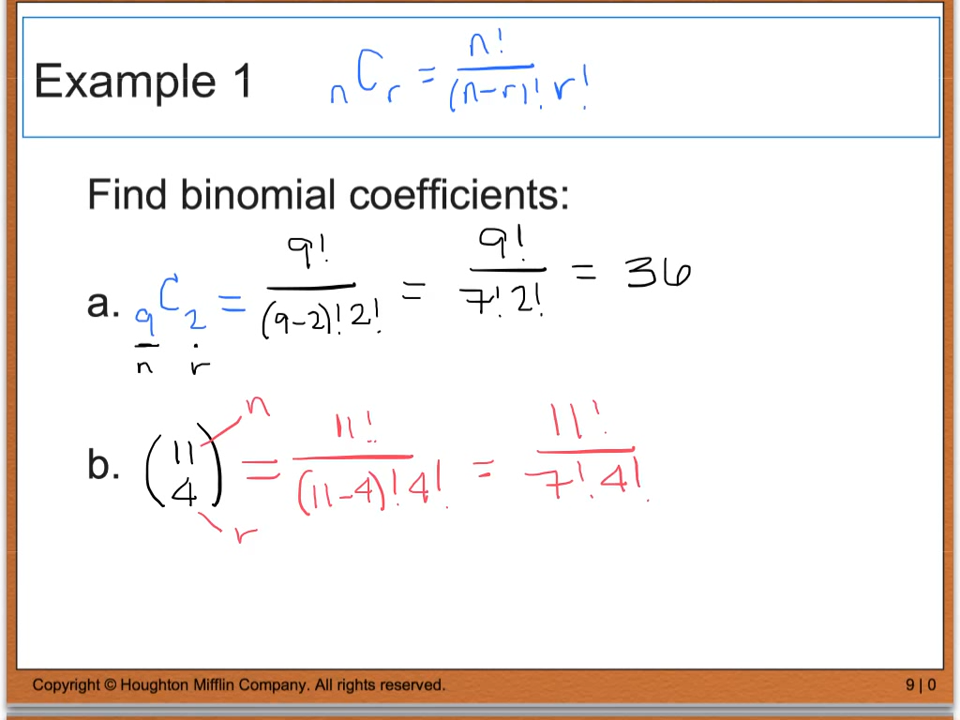 Example 1 nCr = n! / (n-r)! r!
Find binomial coefficients:
a. 9C2 = 9! / (9-2)! 2! = 9! / 7! 2! = 36
n r
b. (11 4) = 11! / (11-4)! 4! = 11! / 7! 4!
n
r
Copyright © Houghton Mifflin Company. All rights reserved. 9 | 0